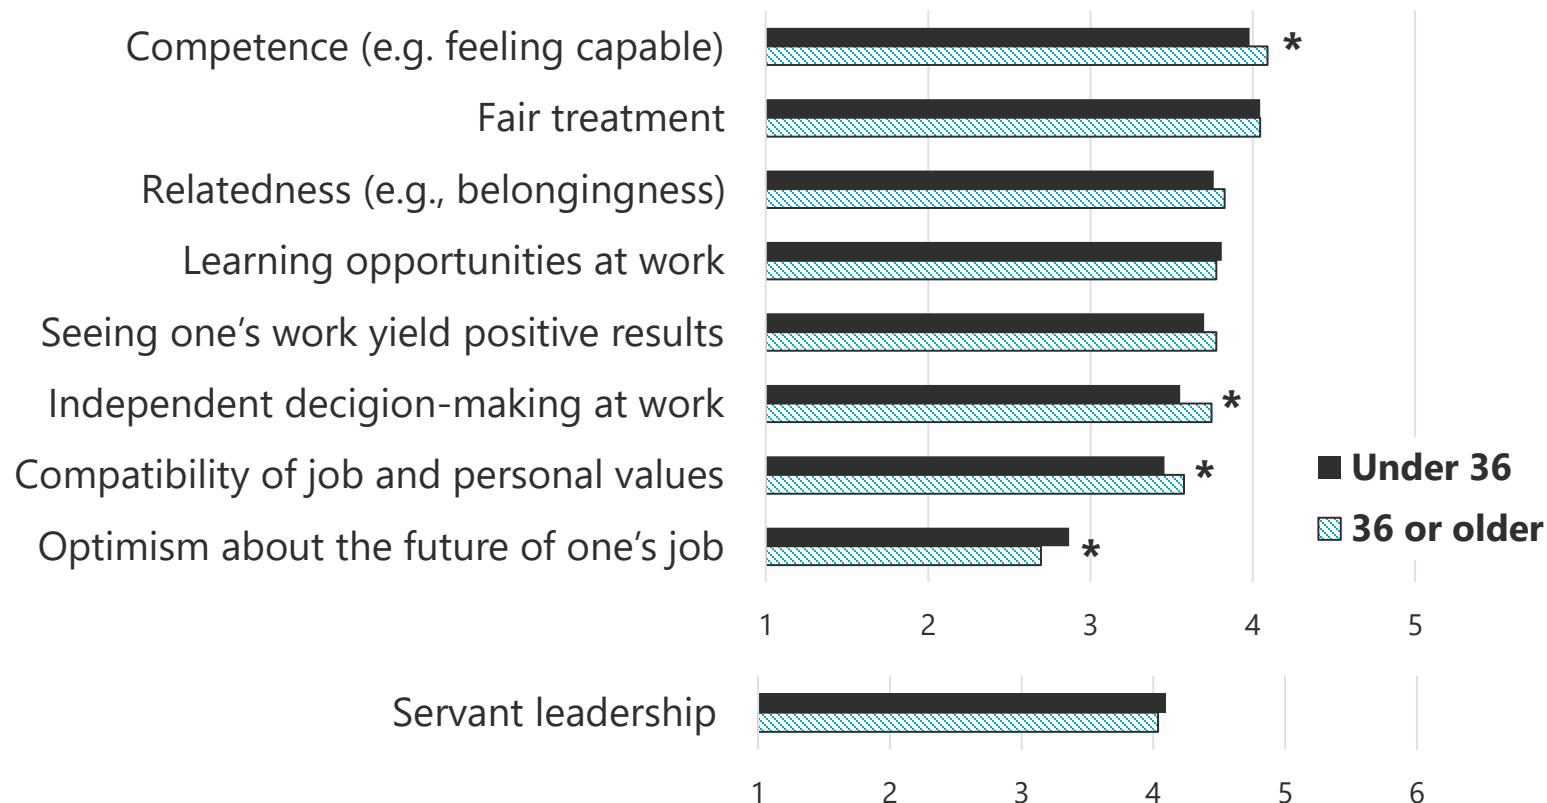 Competence (e.g. feeling capable)
*
Fair treatment
Relatedness (e.g., belongingness)
Learning opportunities at work
Seeing one’s work yield positive results
Independent decigion-making at work
*
Compatibility of job and personal values
*
Optimism about the future of one’s job
*
Under 36
36 or older
1 2 3 4 5
Servant leadership
1 2 3 4 5 6